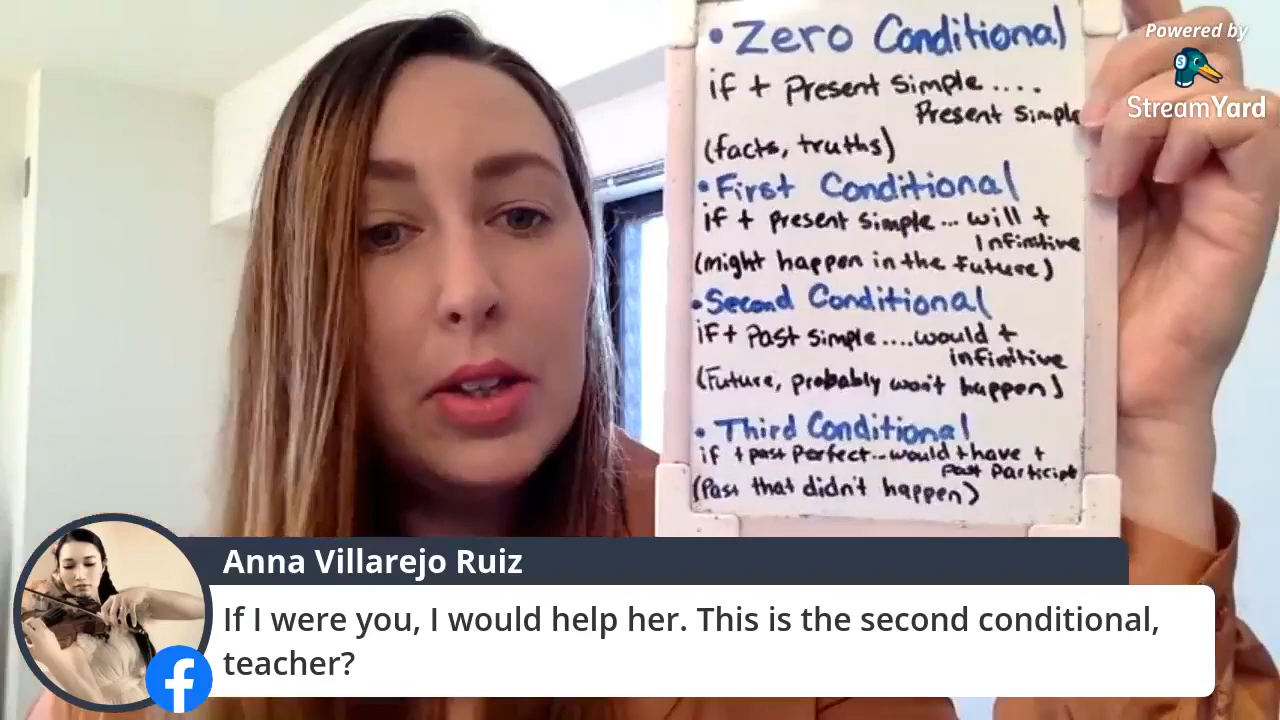 • Zero Conditional
if + Present simple ....
Present simple
(facts, truths)
• First Conditional
if + Present simple ... will +
Infinitive
(might happen in the future)
• Second Conditional
if + Past simple .... would +
infinitive
(Future, probably won't happen)
• Third Conditional
if + past perfect ... would + have +
past Participl
(Past that didn't happen)
Powered by
StreamYard
Anna Villarejo Ruiz
If I were you, I would help her. This is the second conditional,
teacher?